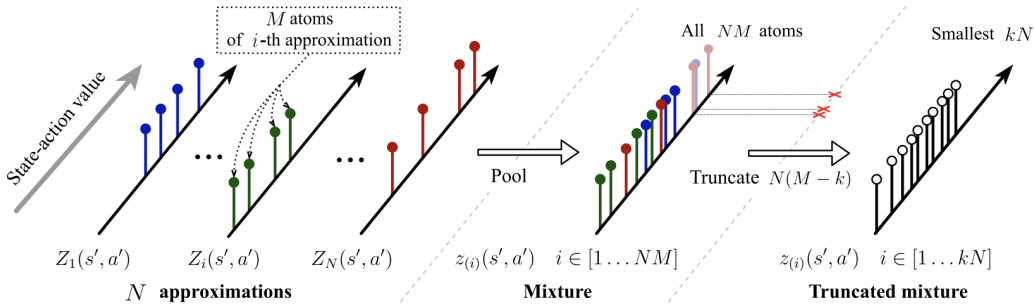 M atoms
of i-th approximation
State-action value
Z_1(s′, a′)
Z_i(s′, a′)
Z_N(s′, a′)
N approximations
Pool
All NM atoms
z_(i)(s′, a′) i ∈ [1 … NM]
Mixture
Truncate N(M − k)
Smallest kN
z_(i)(s′, a′) i ∈ [1 … kN]
Truncated mixture